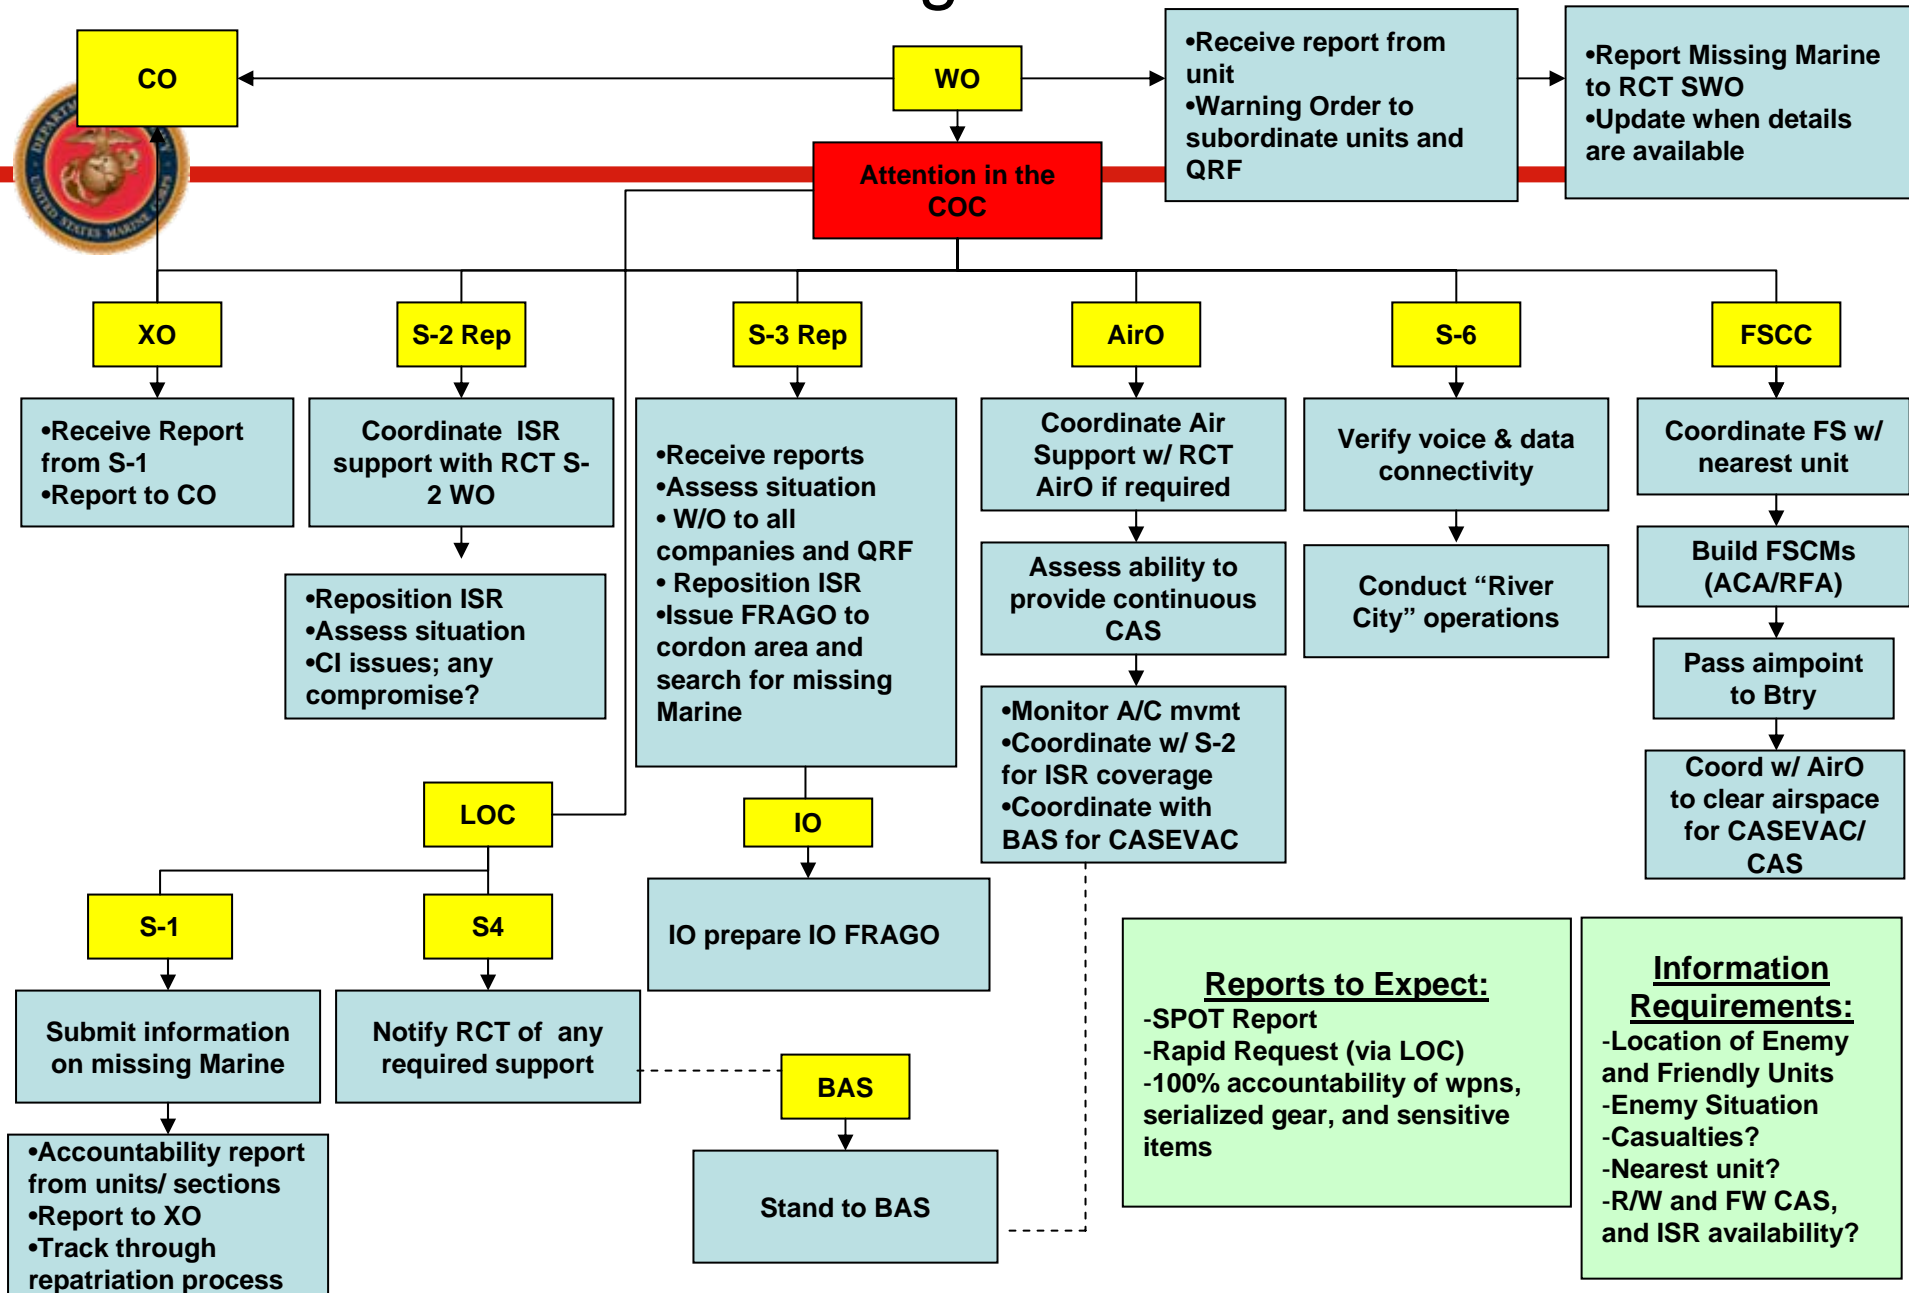 g
CO
WO
•Receive report from
unit
•Warning Order to
subordinate units and
QRF
•Report Missing Marine
to RCT SWO
•Update when details
are available
UNITED STATES MARINE CORPS
Attention in the
COC
XO
S-2 Rep
S-3 Rep
AirO
S-6
FSCC
•Receive Report
from S-1
•Report to CO
Coordinate ISR
support with RCT S-
2 WO
•Reposition ISR
•Assess situation
•CI issues; any
compromise?
•Receive reports
•Assess situation
• W/O to all
companies and QRF
• Reposition ISR
•Issue FRAGO to
cordon area and
search for missing
Marine
Coordinate Air
Support w/ RCT
AirO if required
Assess ability to
provide continuous
CAS
•Monitor A/C mvmt
•Coordinate w/ S-2
for ISR coverage
•Coordinate with
BAS for CASEVAC
Verify voice & data
connectivity
Conduct “River
City” operations
Coordinate FS w/
nearest unit
Build FSCMs
(ACA/RFA)
Pass aimpoint
to Btry
Coord w/ AirO
to clear airspace
for CASEVAC/
CAS
LOC
IO
S-1
S4
IO prepare IO FRAGO
Submit information
on missing Marine
Notify RCT of any
required support
BAS
Stand to BAS
•Accountability report
from units/ sections
•Report to XO
•Track through
repatriation process
Reports to Expect:
-SPOT Report
-Rapid Request (via LOC)
-100% accountability of wpns,
serialized gear, and sensitive
items
Information
Requirements:
-Location of Enemy
and Friendly Units
-Enemy Situation
-Casualties?
-Nearest unit?
-R/W and FW CAS,
and ISR availability?